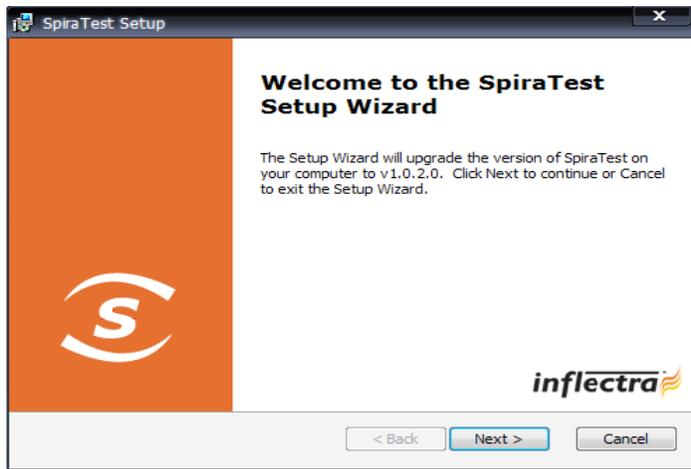 SpiraTest Setup
x
Welcome to the SpiraTest
Setup Wizard
The Setup Wizard will upgrade the version of SpiraTest on
your computer to v1.0.2.0. Click Next to continue or Cancel
to exit the Setup Wizard.
S
inflectra
< Back Next > Cancel